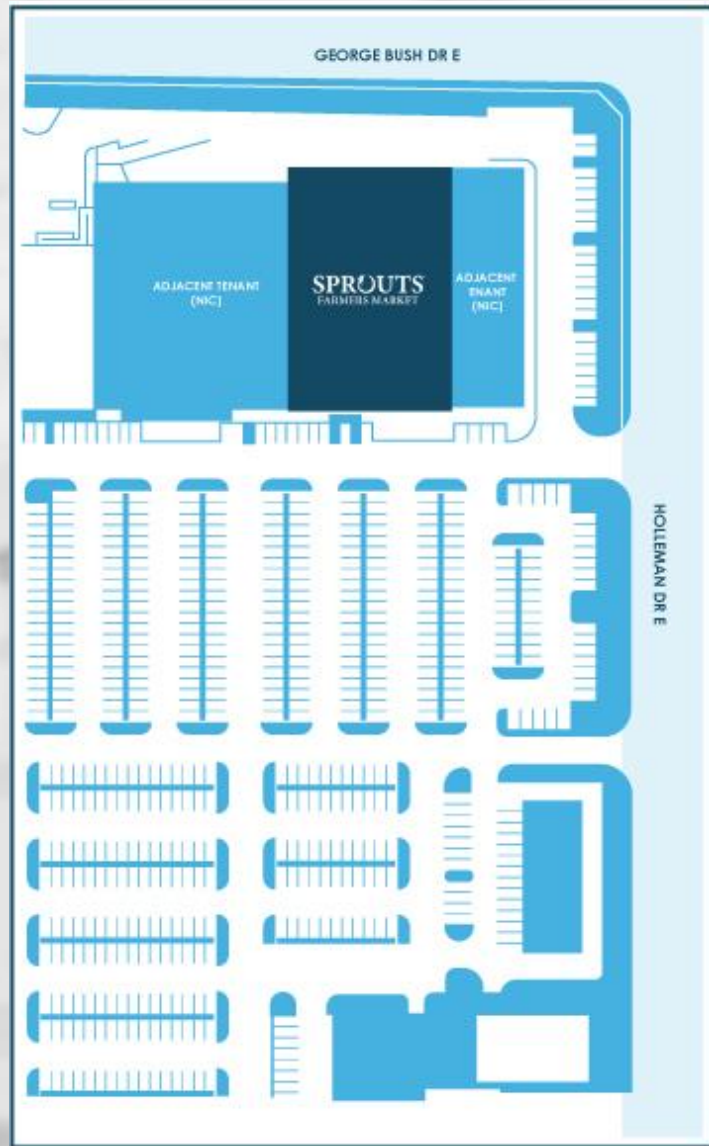 GEORGE BUSH DR E
ADJACENT TENANT
(NIC)
SPROUTS
FARMERS MARKET
ADJACENT
ENANT
(NIC)
HOLLEMAN DR E